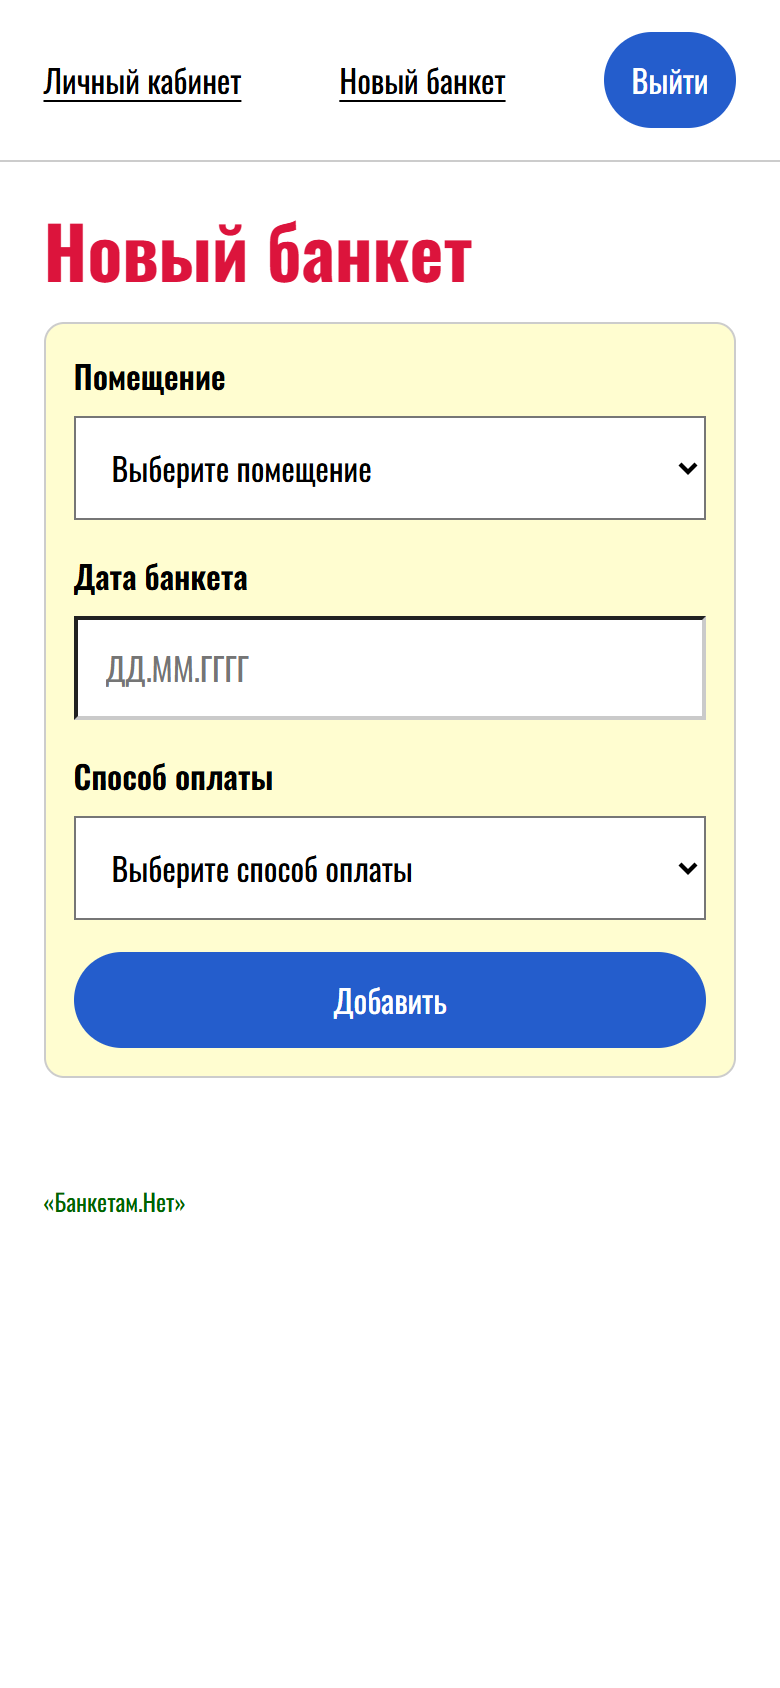 Личный кабинет
Новый банкет
Выйти
Новый банкет
Помещение
Выберите помещение
Дата банкета
ДД.ММ.ГГГГ
Способ оплаты
Выберите способ оплаты
Добавить
«Банкетам.Нет»